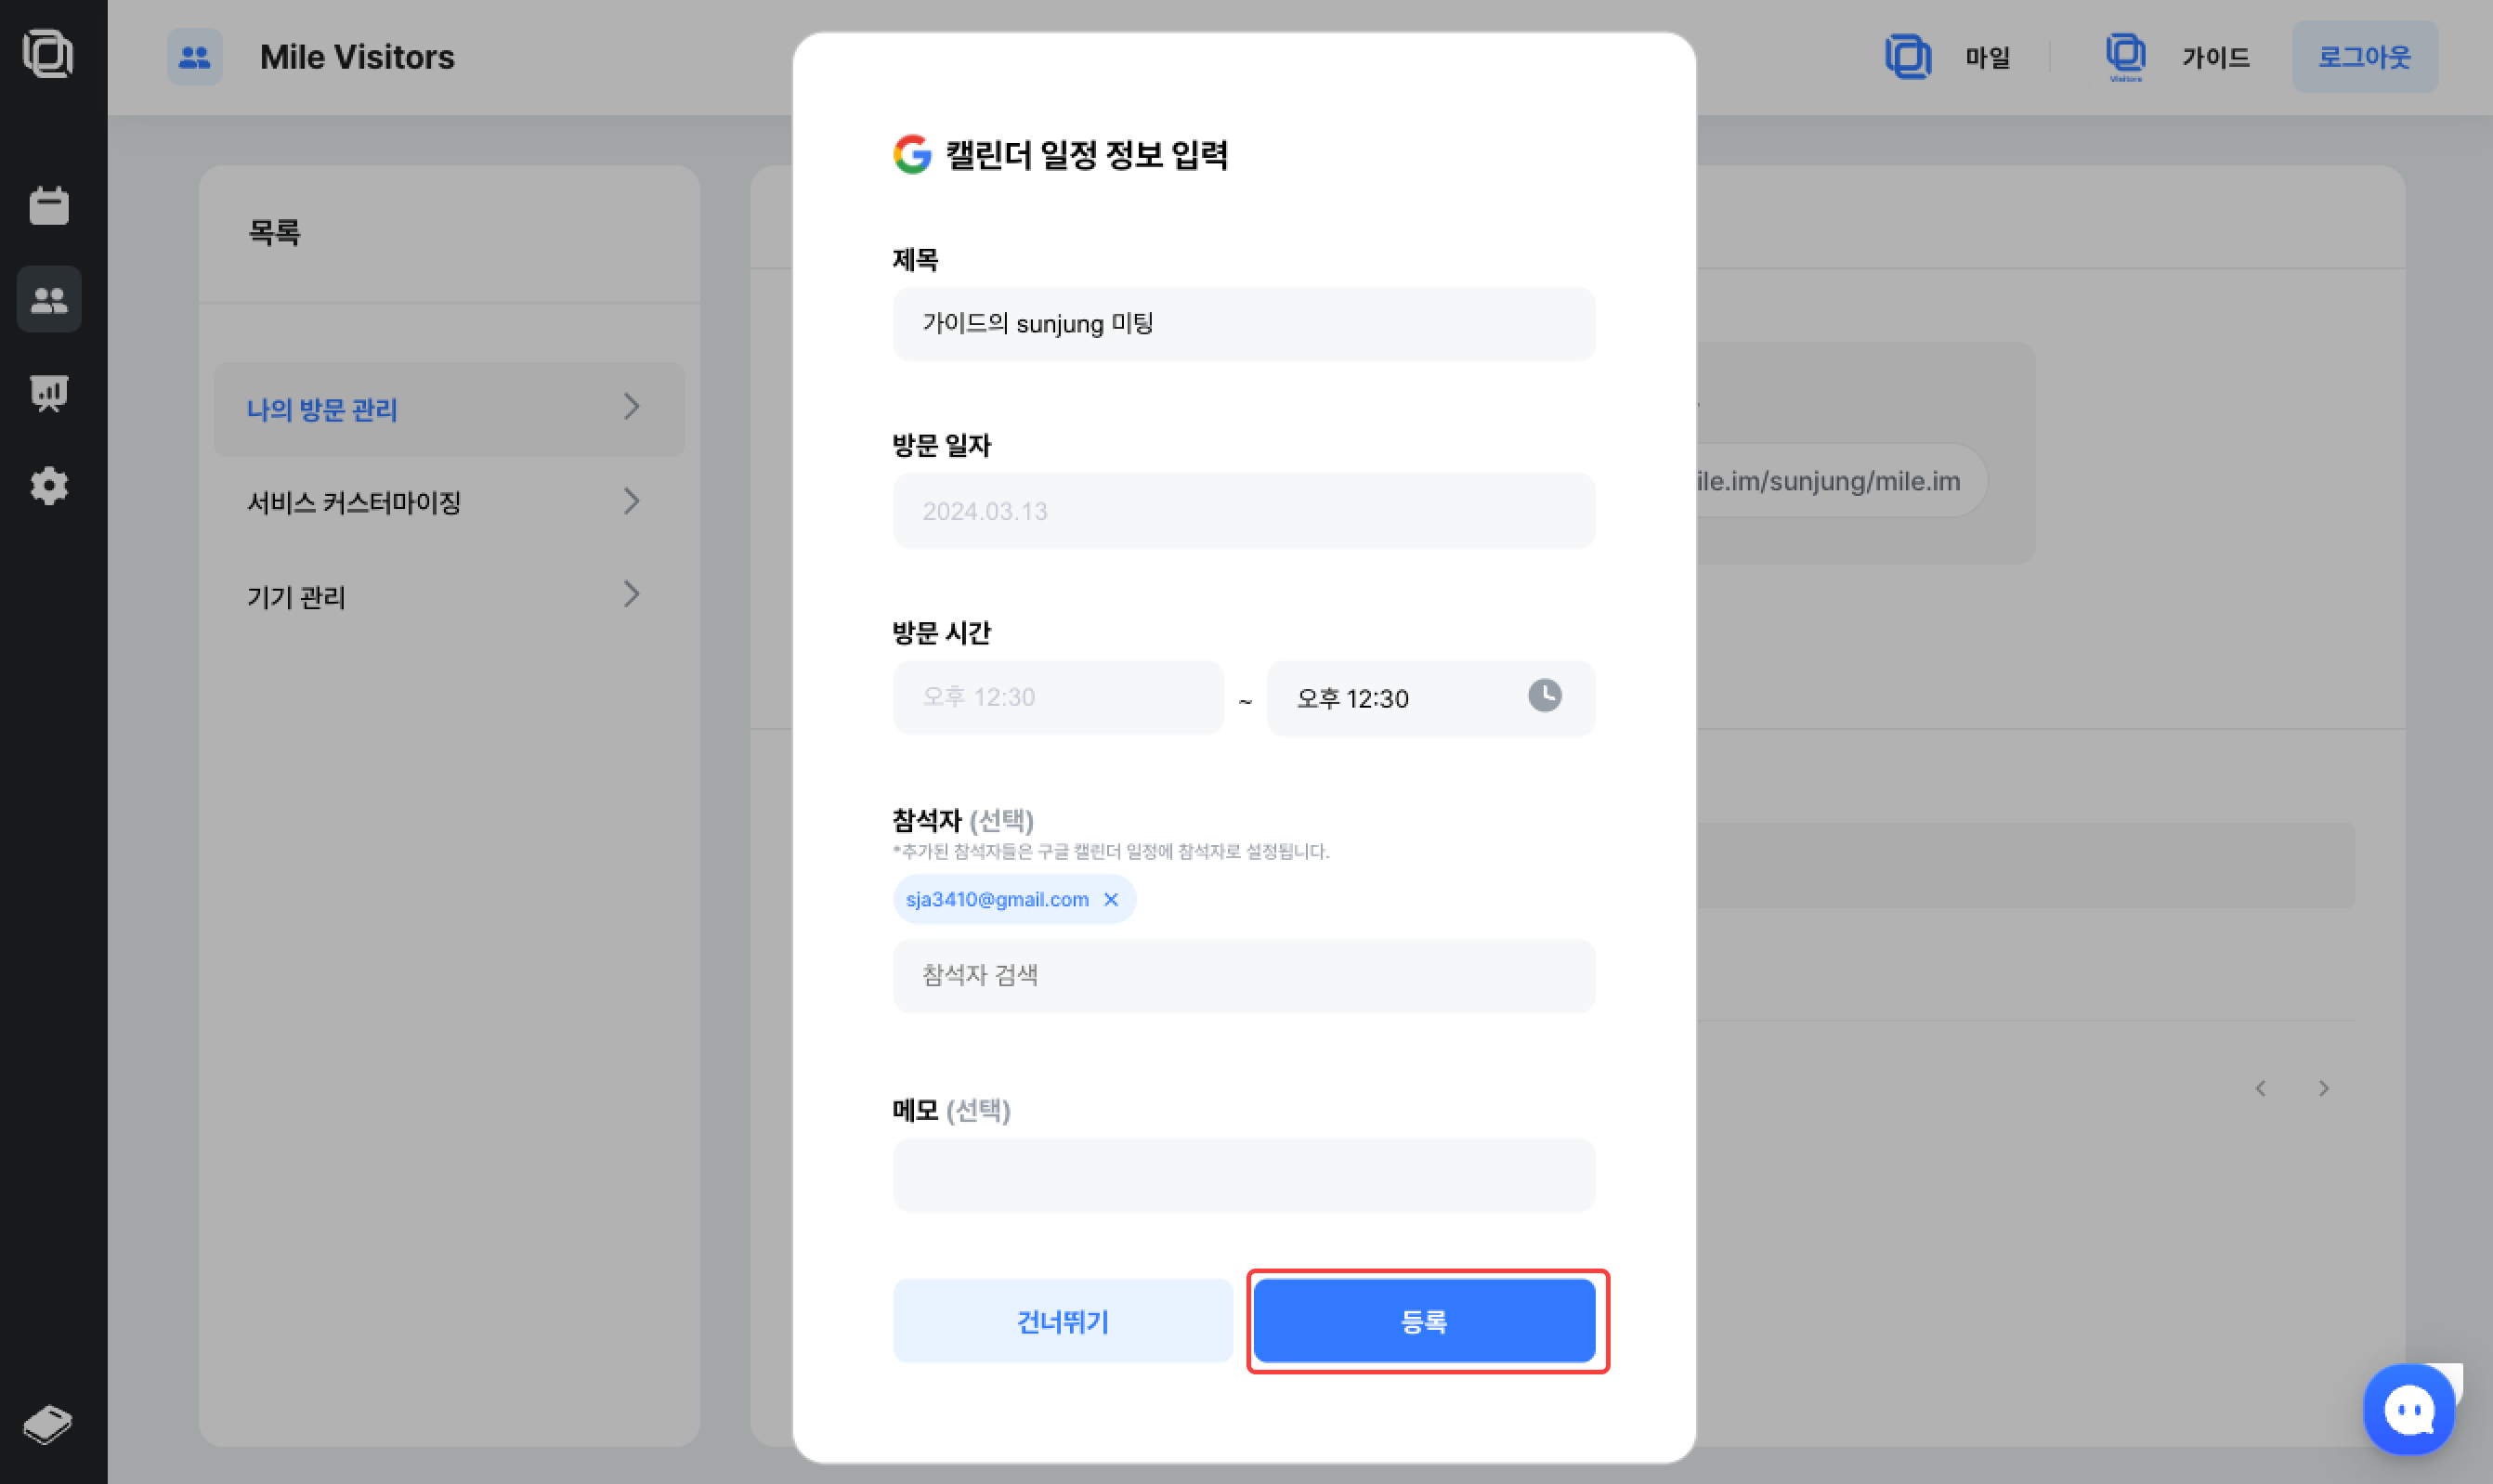 Mile Visitors
마일
Visitors
가이드
로그아웃
목록
나의 방문 관리
서비스 커스터마이징
기기 관리
ile.im/sunjung/mile.im
캘린더 일정 정보 입력
제목
가이드의 sunjung 미팅
방문 일자
2024.03.13
방문 시간
오후 12:30 ~ 오후 12:30
참석자 (선택)
*추가된 참석자들은 구글 캘린더 일정에 참석자로 설정됩니다.
sja3410@gmail.com
참석자 검색
메모 (선택)
건너뛰기
등록